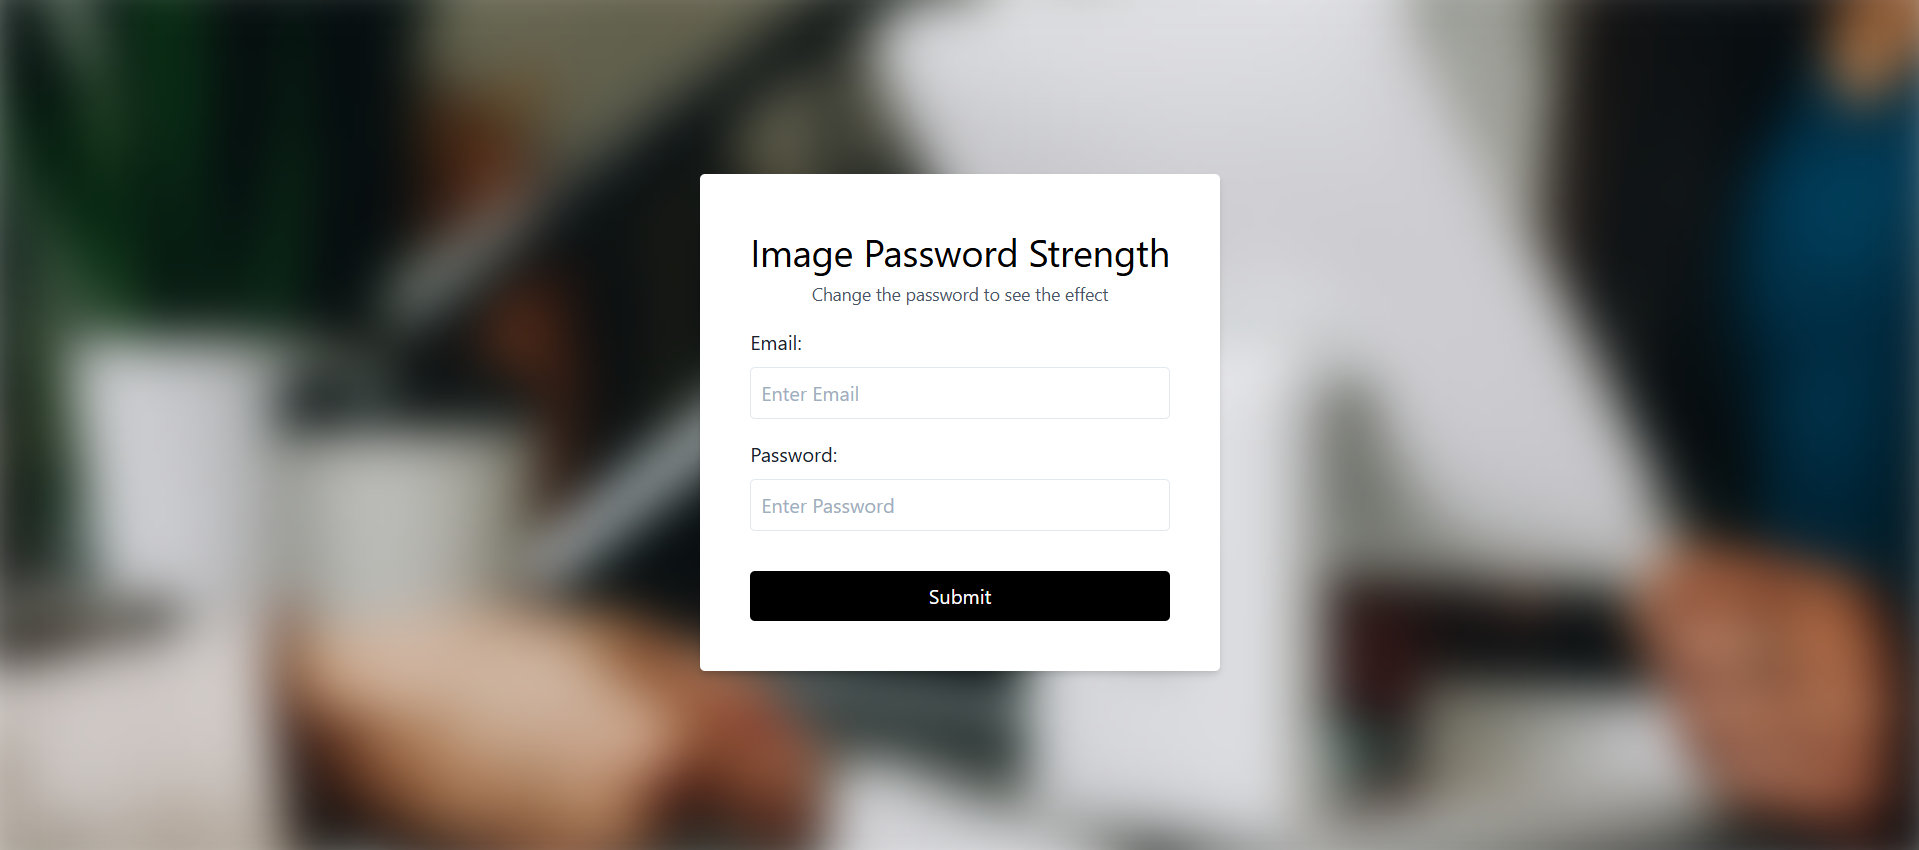 Image Password Strength
Change the password to see the effect
Email:
Enter Email
Password:
Enter Password
Submit